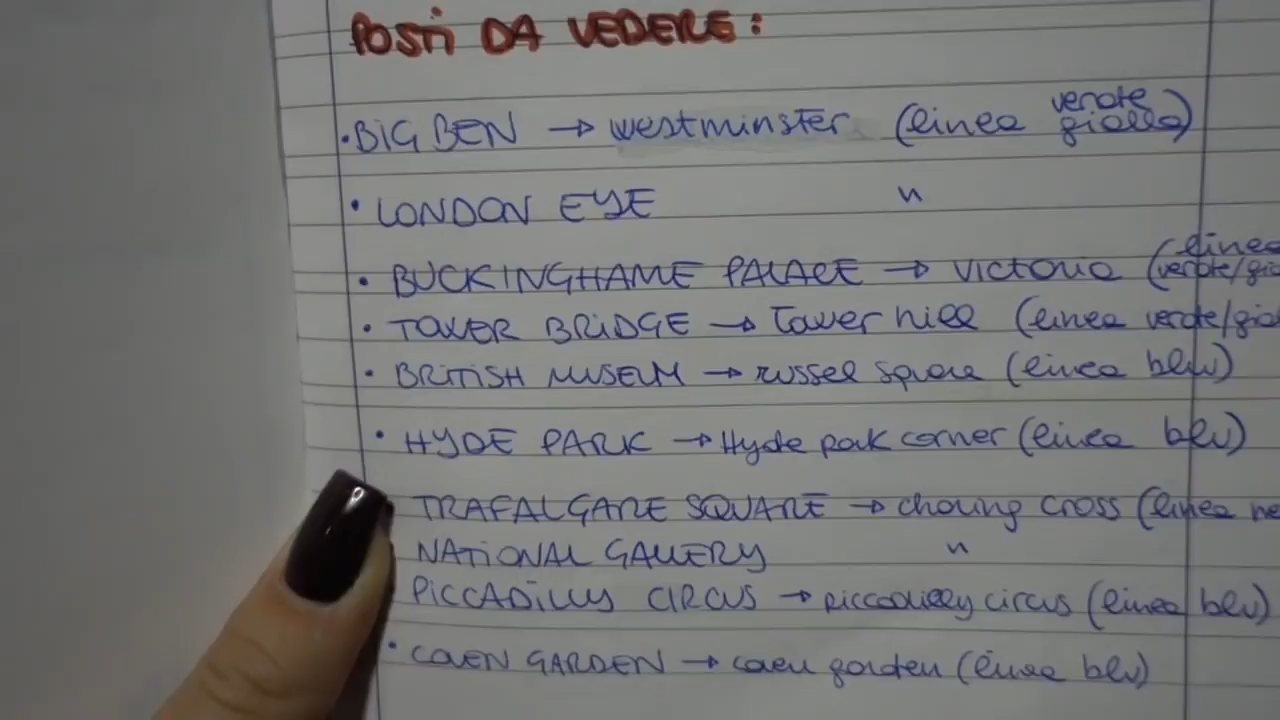 POSTI DA VEDERE:
• BIG BEN → westminster (linea verde gialla)
• LONDON EYE "
• BUCKINGHAME PALACE → VICTORIA (linea verde/gia
• TOWER BRIDGE → Tower hill (linea verde/gial
• BRITISH MUSEUM → russel square (linea blu)
• HYDE PARK → Hyde park corner (linea blu)
TRAFALGARE SQUARE → charing cross (linea ne
NATIONAL GALLERY "
PICCADILLY CIRCUS → piccadilly circus (linea blu)
• COVEN GARDEN → coven garden (linea blu)